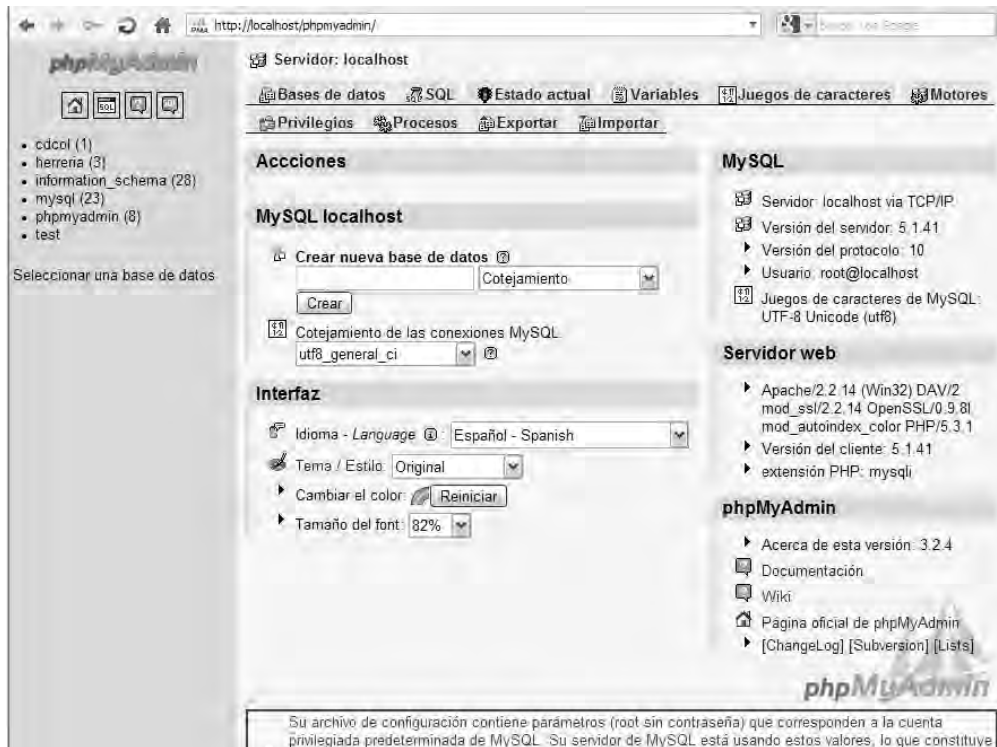 http://localhost/phpmyadmin/
phpMyAdmin
SQL
cdcol (1)
herreria (3)
information_schema (28)
mysql (23)
phpmyadmin (8)
test
Seleccionar una base de datos
Servidor: localhost
Bases de datos SQL Estado actual Variables Juegos de caracteres Motores
Privilegios Procesos Exportar Importar
Accciones
MySQL localhost
Crear nueva base de datos
Cotejamiento
Crear
Cotejamiento de las conexiones MySQL
utf8_general_ci
Interfaz
Idioma - Language : Español - Spanish
Tema / Estilo: Original
Cambiar el color: Reiniciar
Tamaño del font: 82%
MySQL
Servidor: localhost via TCP/IP
Versión del servidor: 5.1.41
Versión del protocolo: 10
Usuario: root@localhost
Juegos de caracteres de MySQL:
UTF-8 Unicode (utf8)
Servidor web
Apache/2.2.14 (Win32) DAV/2
mod_ssl/2.2.14 OpenSSL/0.9.8l
mod_autoindex_color PHP/5.3.1
Versión del cliente: 5.1.41
extensión PHP: mysqli
phpMyAdmin
Acerca de esta versión: 3.2.4
Documentación
Wiki
Página oficial de phpMyAdmin
[ChangeLog] [Subversion] [Lists]
phpMyAdmin
Su archivo de configuración contiene parámetros (root sin contraseña) que corresponden a la cuenta
privilegiada predeterminada de MySQL. Su servidor de MySQL está usando estos valores, lo que constituye